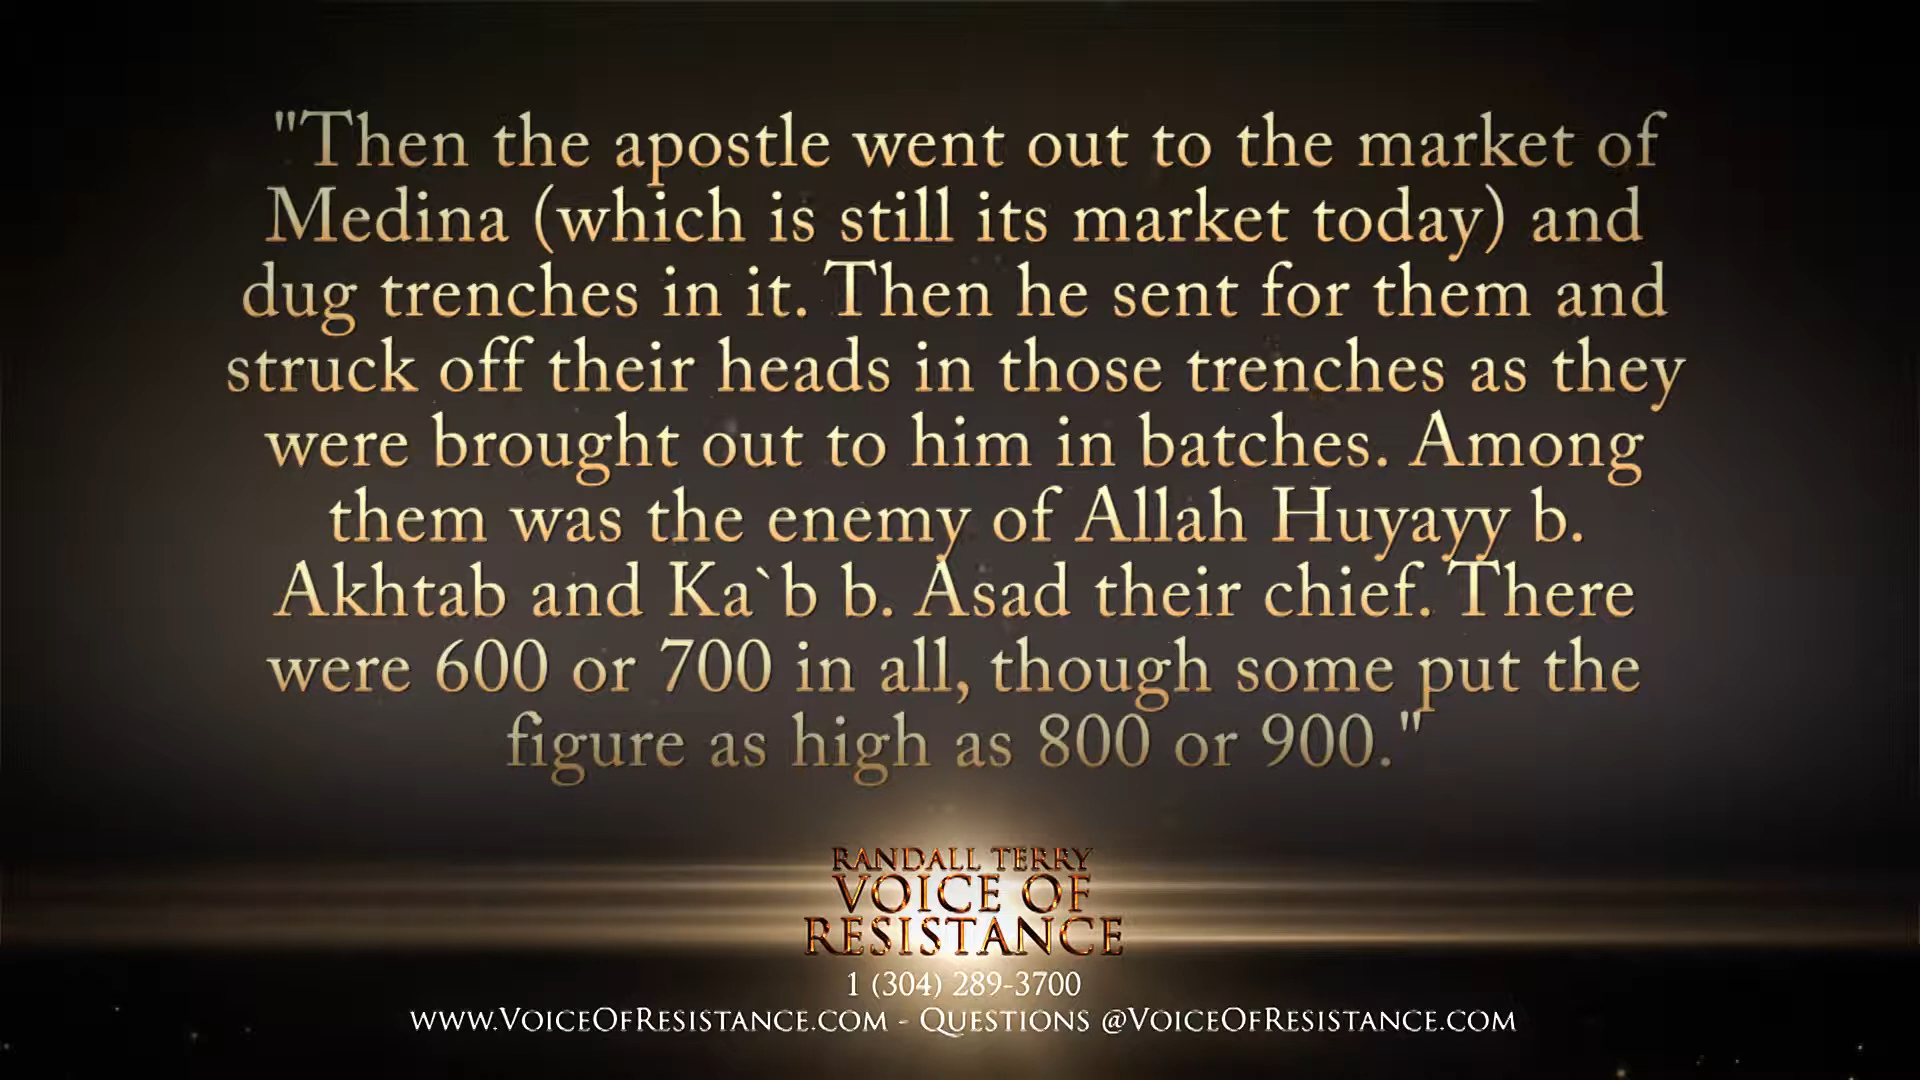 "Then the apostle went out to the market of
Medina (which is still its market today) and
dug trenches in it. Then he sent for them and
struck off their heads in those trenches as they
were brought out to him in batches. Among
them was the enemy of Allah Huyayy b.
Akhtab and Ka`b b. Asad their chief. There
were 600 or 700 in all, though some put the
figure as high as 800 or 900."
RANDALL TERRY
VOICE OF
RESISTANCE
1 (304) 289-3700
WWW.VOICEOFRESISTANCE.COM - QUESTIONS @VOICEOFRESISTANCE.COM